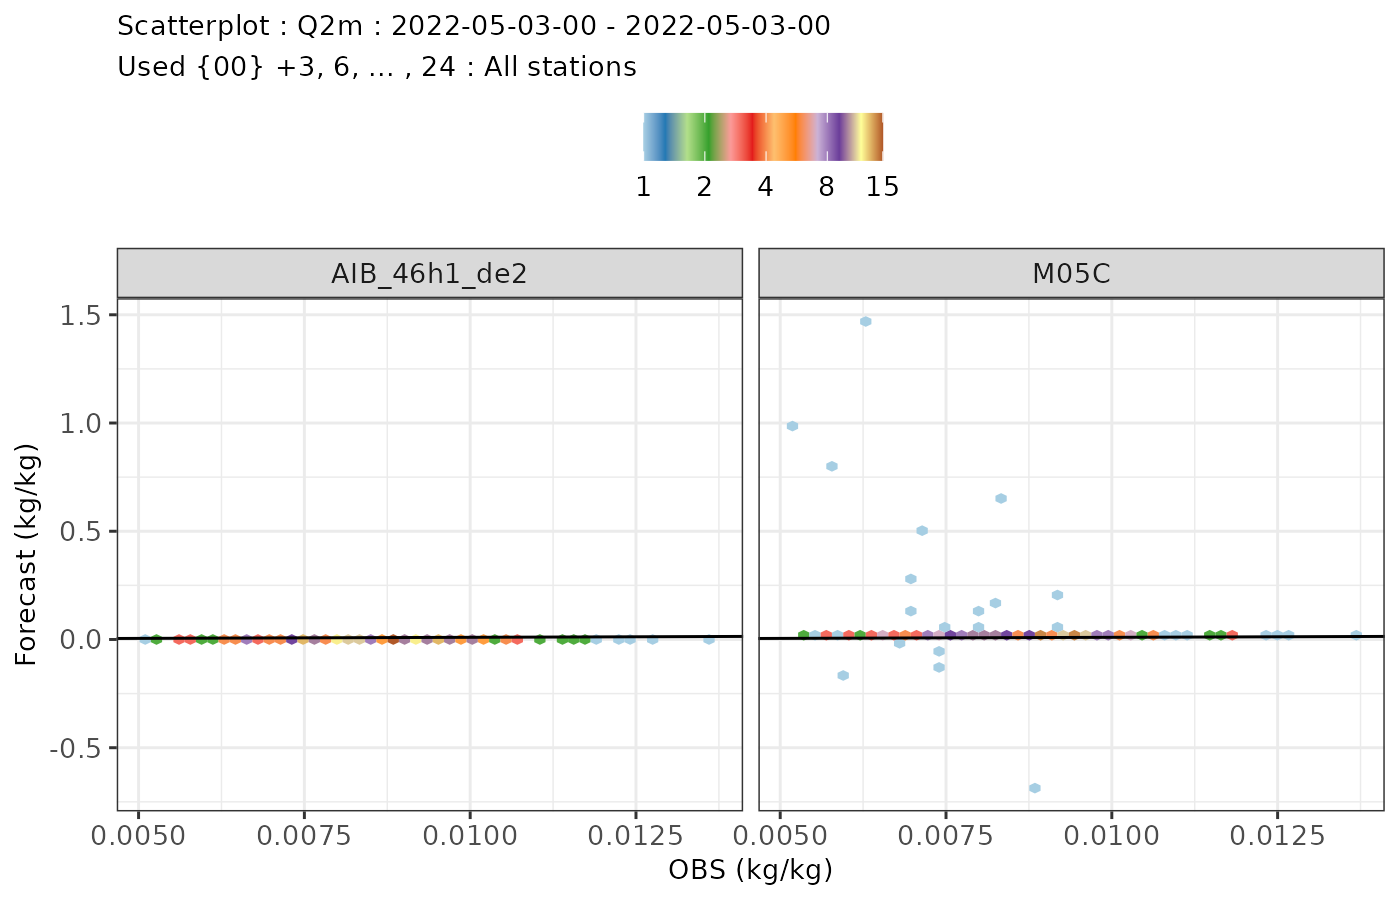 Scatterplot : Q2m : 2022-05-03-00 - 2022-05-03-00
Used {00} +3, 6, ... , 24 : All stations
1 2 4 8 15
AIB_46h1_de2 M05C
1.5
1.0
0.5
0.0
-0.5
Forecast (kg/kg)
0.0050 0.0075 0.0100 0.0125 0.0050 0.0075 0.0100 0.0125
OBS (kg/kg)